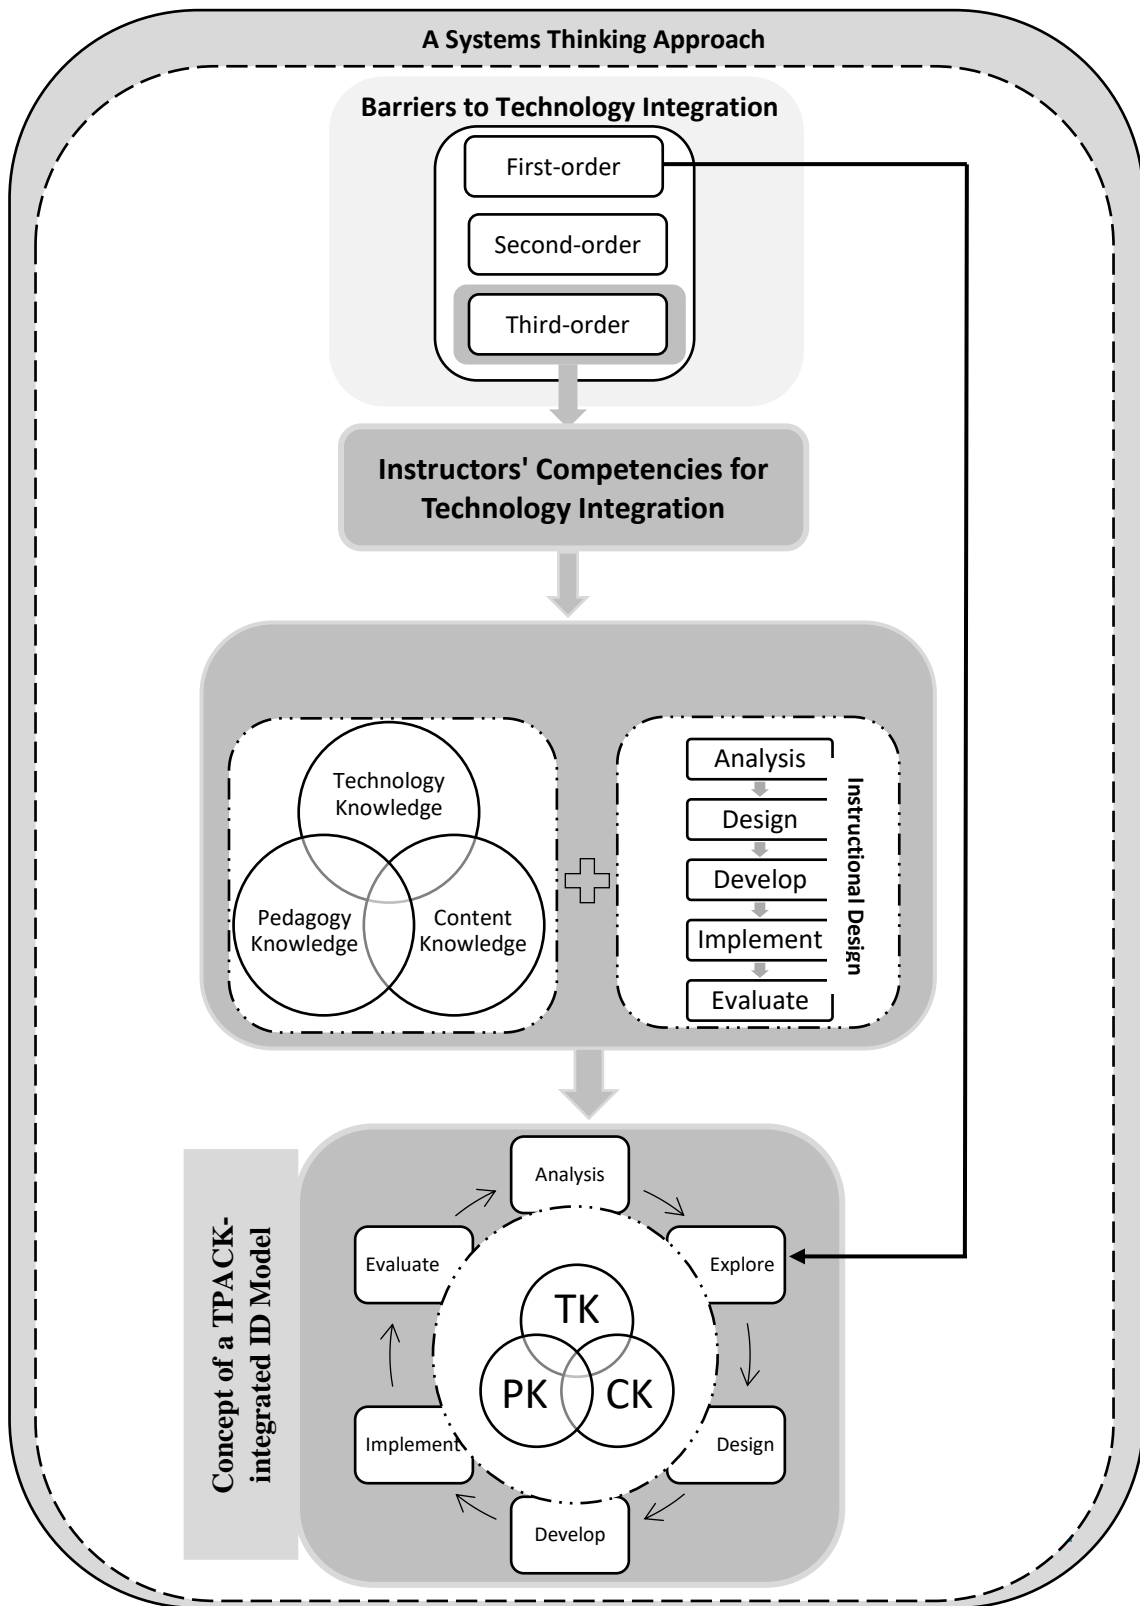 A Systems Thinking Approach
Barriers to Technology Integration
First-order
Second-order
Third-order
Instructors' Competencies for
Technology Integration
Technology
Knowledge
Pedagogy
Knowledge
Content
Knowledge
Analysis
Design
Develop
Implement
Evaluate
Instructional Design
Concept of a TPACK-
integrated ID Model
Analysis
Explore
Design
Develop
Implement
Evaluate
TK
PK
CK